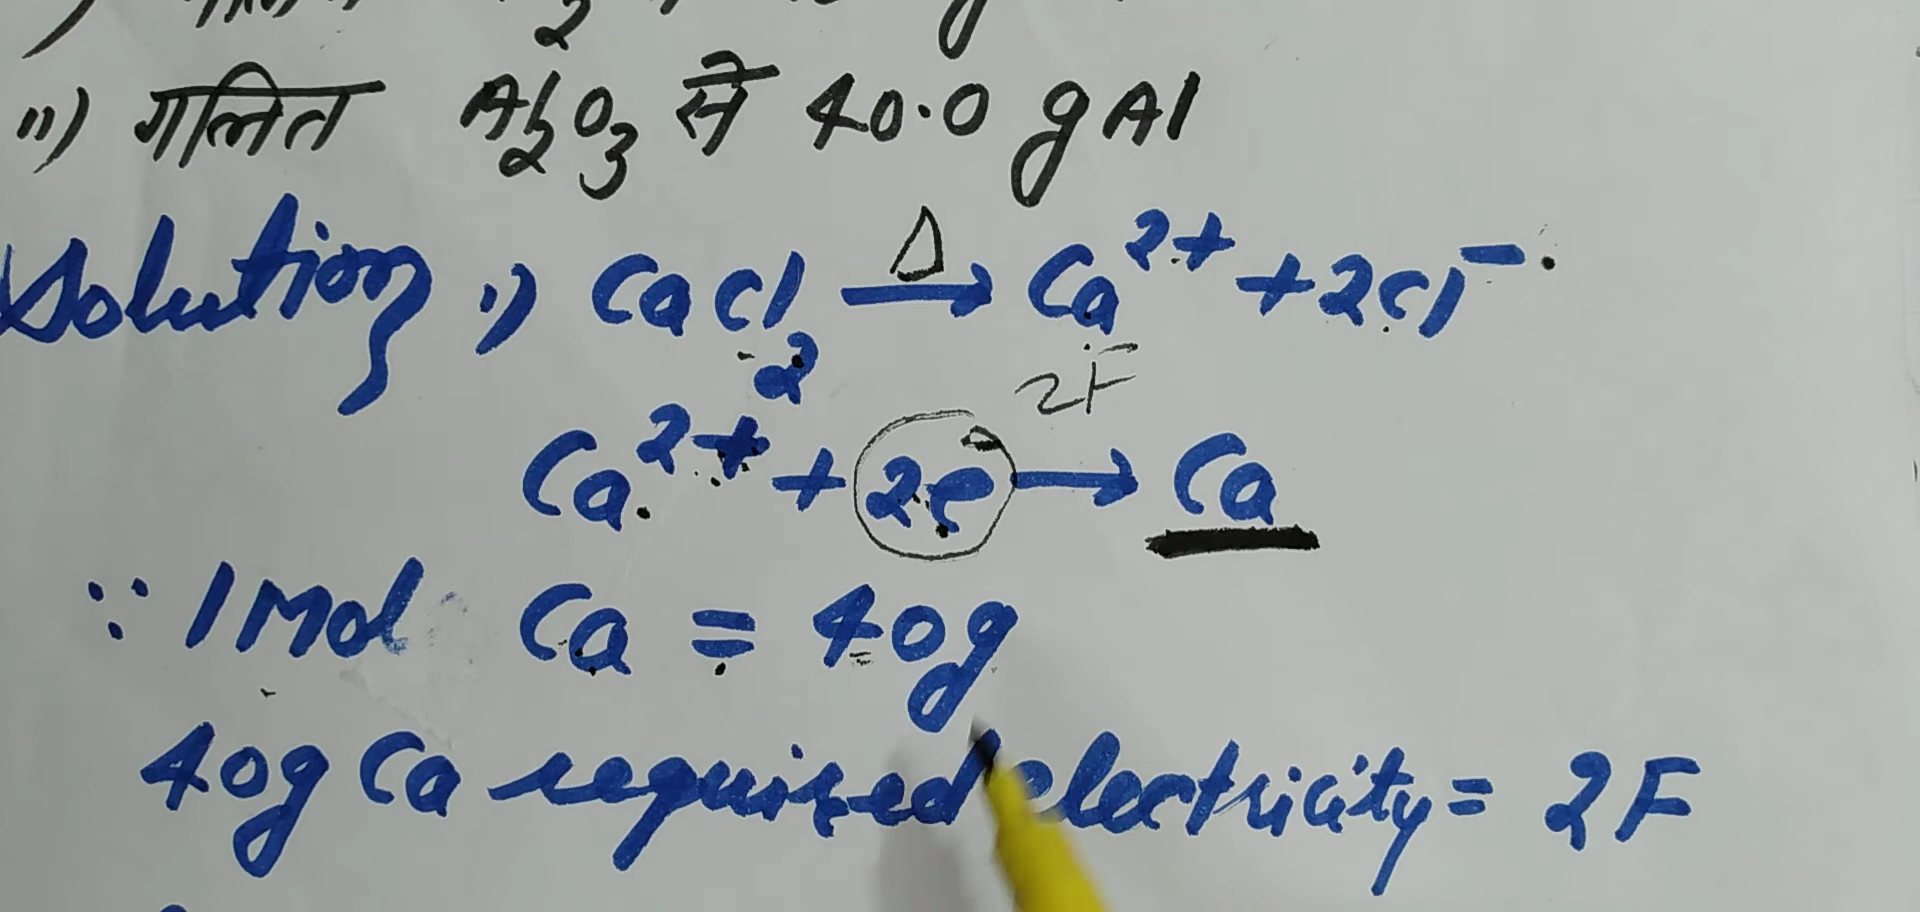 ii) गलित Al₂O₃ से 40.0 g Al
Solution i) CaCl₂ —Δ→ Ca²⁺ + 2Cl⁻
2F
Ca²⁺ + 2e⁻ → Ca
∵ 1 Mol Ca = 40g
40g Ca required electricity = 2F